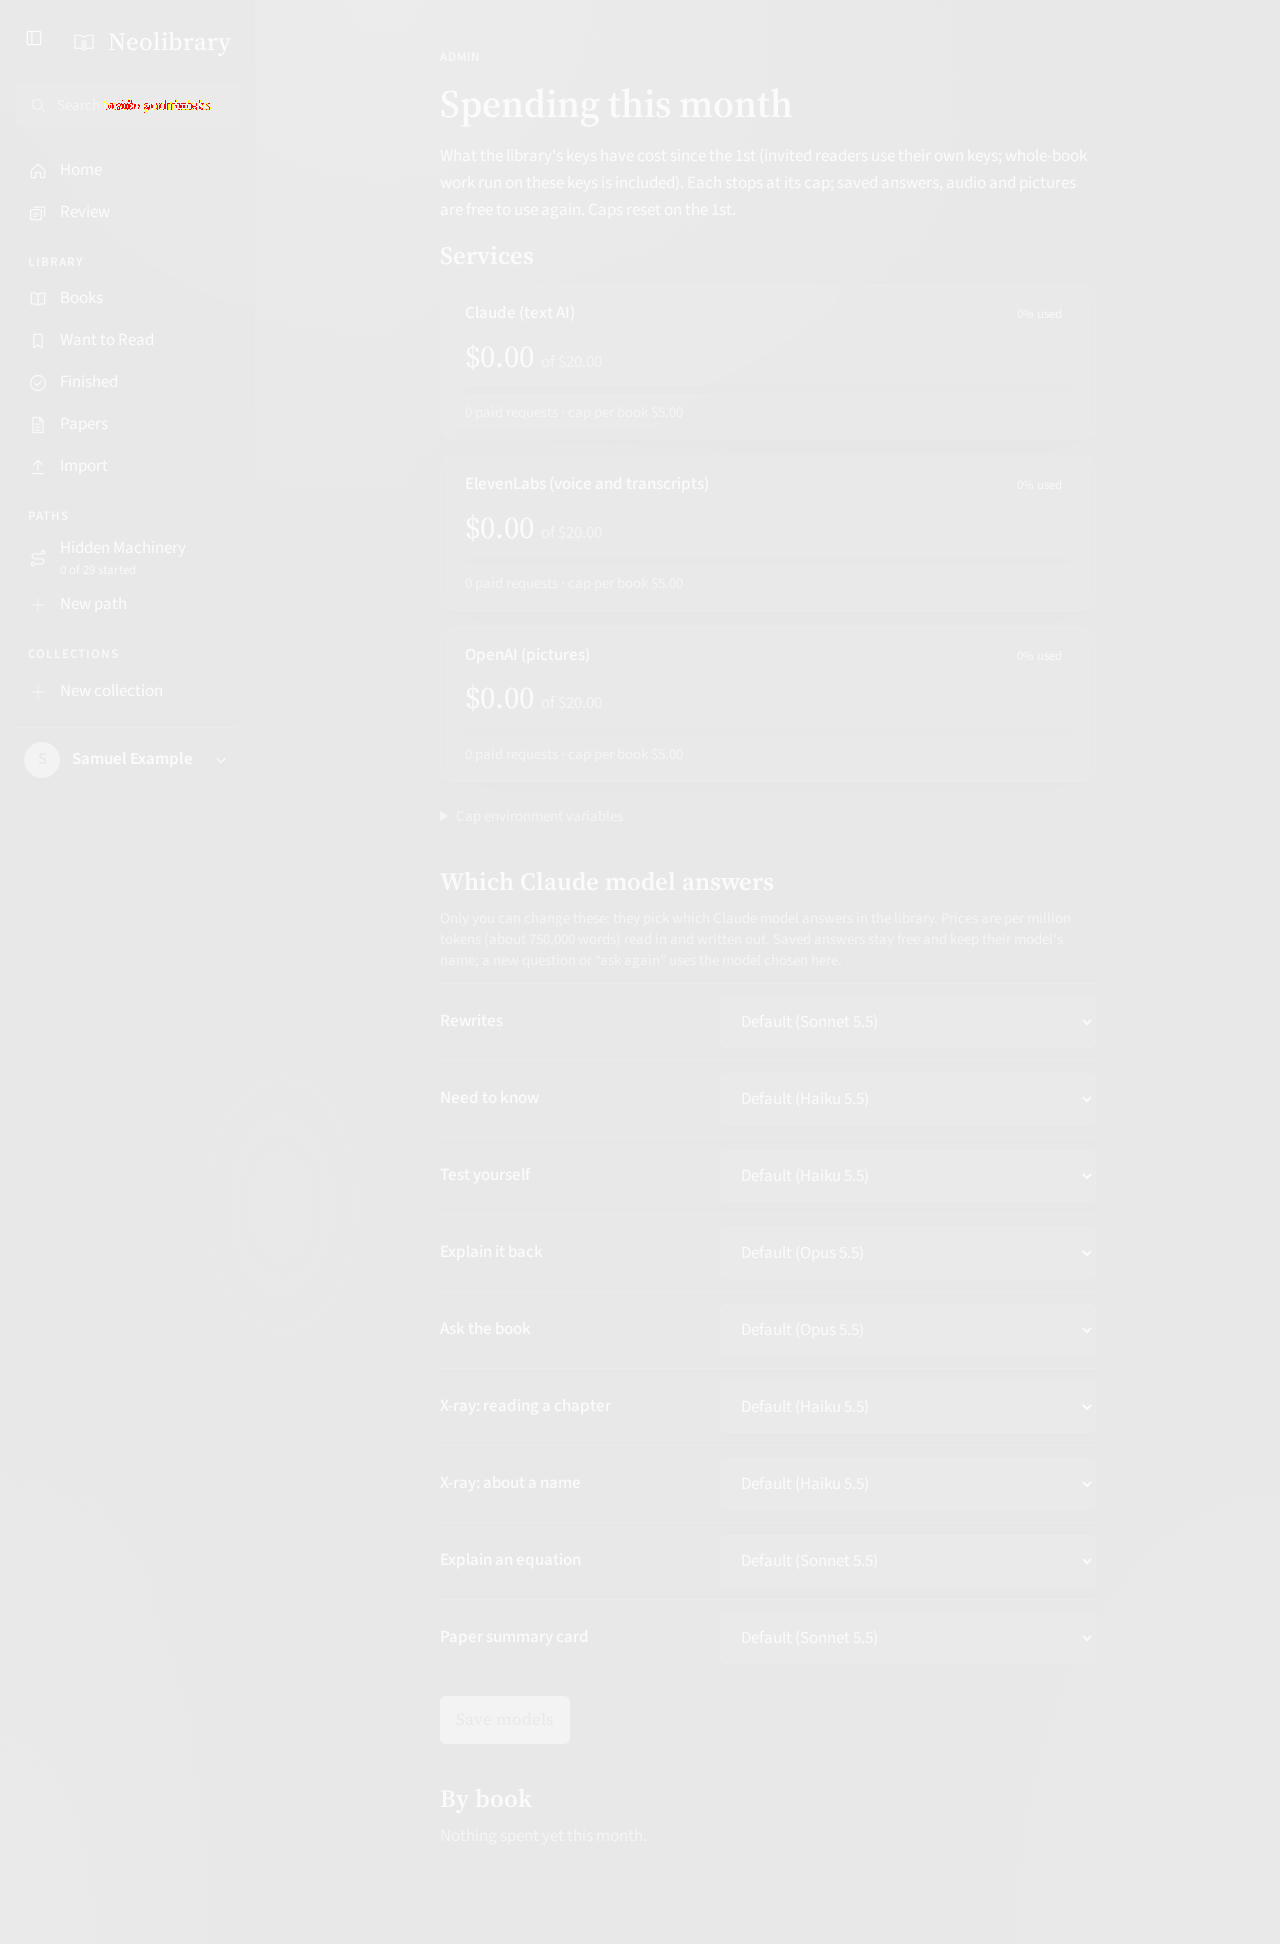 Neolibrary
Search
Home
Review
LIBRARY
Books
Want to Read
Finished
Papers
Import
PATHS
Hidden Machinery
0 of 29 started
New path
COLLECTIONS
New collection
S
Samuel Example
ADMIN
Spending this month
What the library's keys have cost since the 1st (invited readers use their own keys; whole-book
work run on these keys is included). Each stops at its cap; saved answers, audio and pictures
are free to use again. Caps reset on the 1st.
Services
Claude (text AI) 0% used
$0.00 of $20.00
0 paid requests · cap per book $5.00
ElevenLabs (voice and transcripts) 0% used
$0.00 of $20.00
0 paid requests · cap per book $5.00
OpenAI (pictures) 0% used
$0.00 of $20.00
0 paid requests · cap per book $5.00
Cap environment variables
Which Claude model answers
Only you can change these: they pick which Claude model answers in the library. Prices are per million
tokens (about 750,000 words) read in and written out. Saved answers stay free and keep their model's
name; a new question or “ask again” uses the model chosen here.
Rewrites Default (Sonnet 5.5)
Need to know Default (Haiku 5.5)
Test yourself Default (Haiku 5.5)
Explain it back Default (Opus 5.5)
Ask the book Default (Opus 5.5)
X-ray: reading a chapter Default (Haiku 5.5)
X-ray: about a name Default (Haiku 5.5)
Explain an equation Default (Sonnet 5.5)
Paper summary card Default (Sonnet 5.5)
Save models
By book
Nothing spent yet this month.